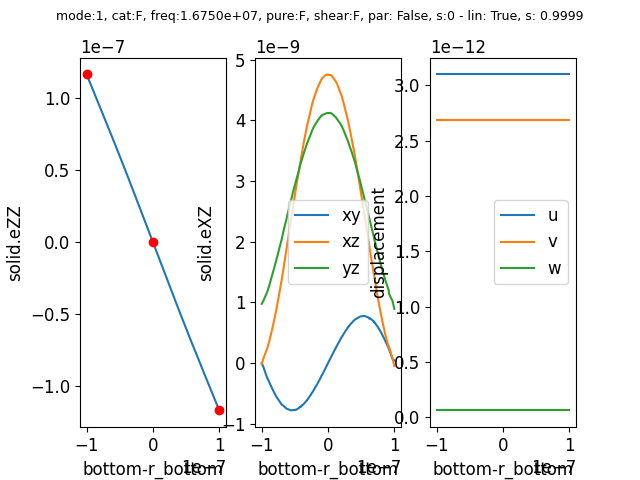 mode:1, cat:F, freq:1.6750e+07, pure:F, shear:F, par: False, s:0 - lin: True, s: 0.9999
1e−7
1.0
0.5
0.0
−0.5
−1.0
solid.eZZ
−1 0 1
bottom-r_bottom
1e−7
1e−9
5
4
3
2
1
0
−1
solid.eXZ
xy
xz
yz
−1 0 1
bottom-r_bottom
1e−7
1e−12
3.0
2.5
2.0
1.5
1.0
0.5
0.0
displacement
u
v
w
−1 0 1
bottom-r_bottom
1e−7